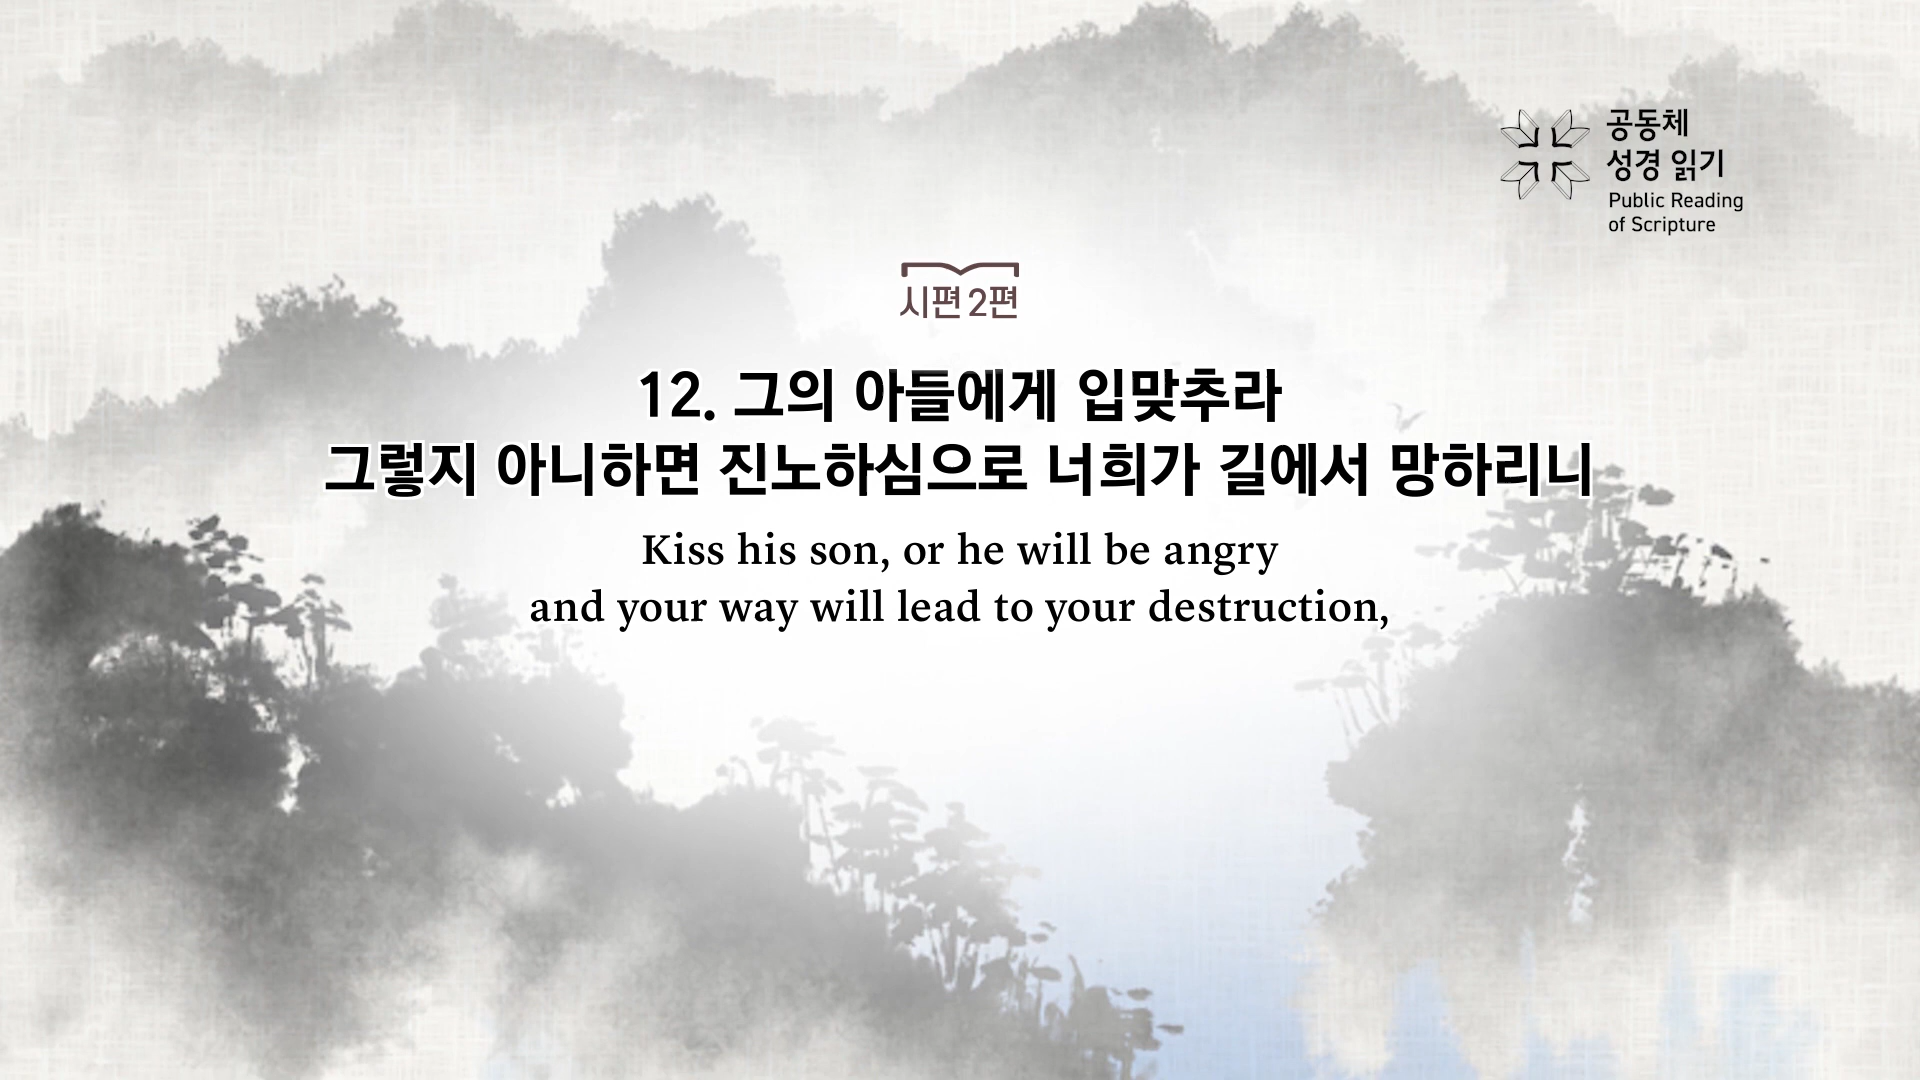 공동체
성경 읽기
Public Reading
of Scripture
시편 2편
12. 그의 아들에게 입맞추라
그렇지 아니하면 진노하심으로 너희가 길에서 망하리니
Kiss his son, or he will be angry
and your way will lead to your destruction,